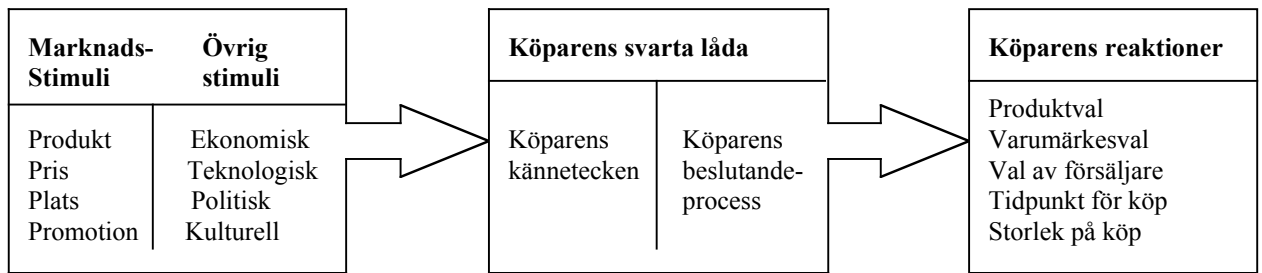 Marknads-
Stimuli
Övrig
stimuli
Produkt
Pris
Plats
Promotion
Ekonomisk
Teknologisk
Politisk
Kulturell
Köparens svarta låda
Köparens
kännetecken
Köparens
beslutande-
process
Köparens reaktioner
Produktval
Varumärkesval
Val av försäljare
Tidpunkt för köp
Storlek på köp